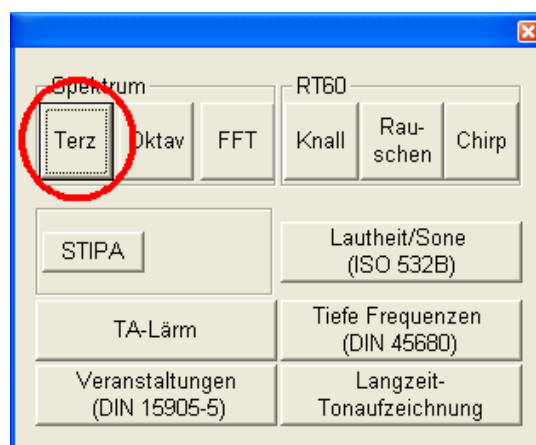 Spektrum
RT60
Terz
Oktav
FFT
Knall
Rau-
schen
Chirp
STIPA
Lautheit/Sone
(ISO 532B)
TA-Lärm
Tiefe Frequenzen
(DIN 45680)
Veranstaltungen
(DIN 15905-5)
Langzeit-
Tonaufzeichnung